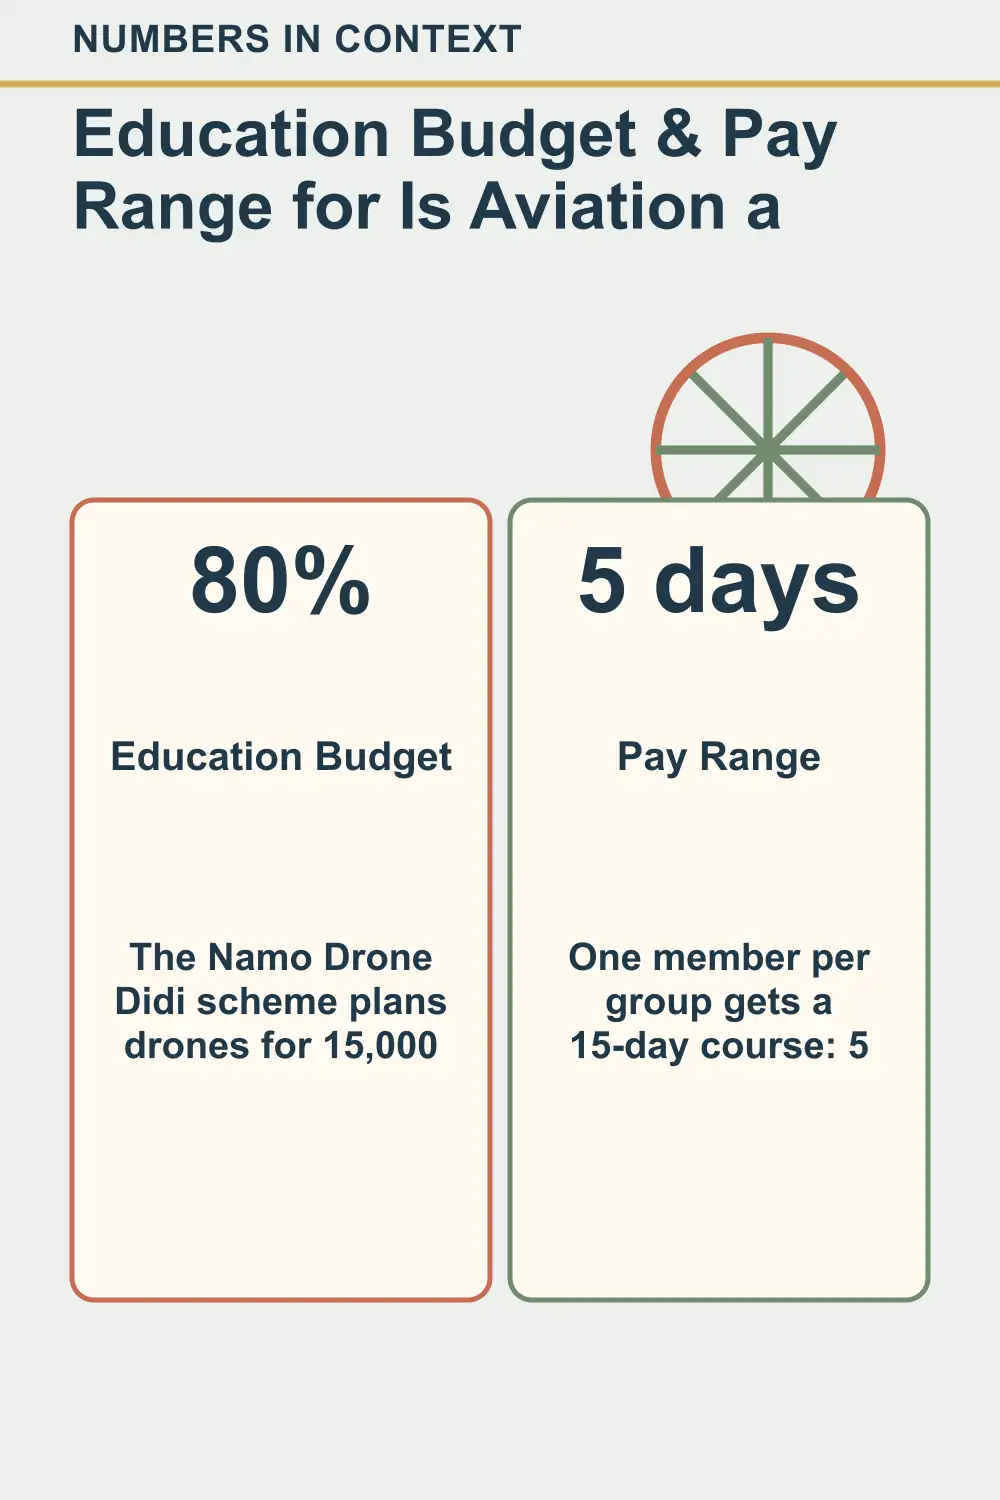 NUMBERS IN CONTEXT
Education Budget & Pay
Range for Is Aviation a
80%
Education Budget
The Namo Drone
Didi scheme plans
drones for 15,000
5 days
Pay Range
One member per
group gets a
15-day course: 5